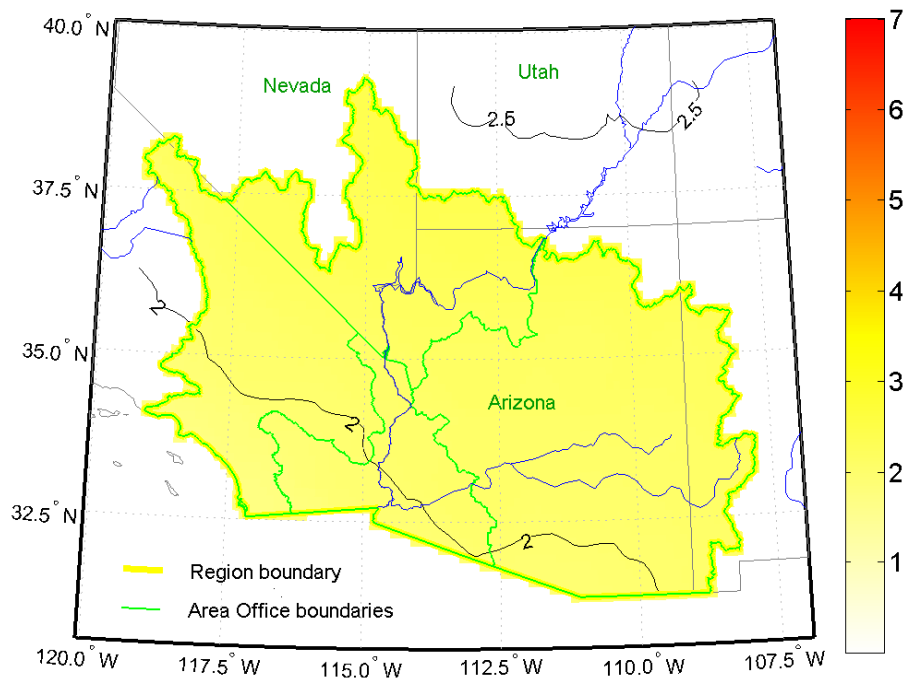 40.0° N
37.5° N
35.0° N
32.5° N
120.0° W
117.5° W
115.0° W
112.5° W
110.0° W
107.5° W
Nevada
Utah
Arizona
2.5
2.5
2
2
2
Region boundary
Area Office boundaries
7
6
5
4
3
2
1